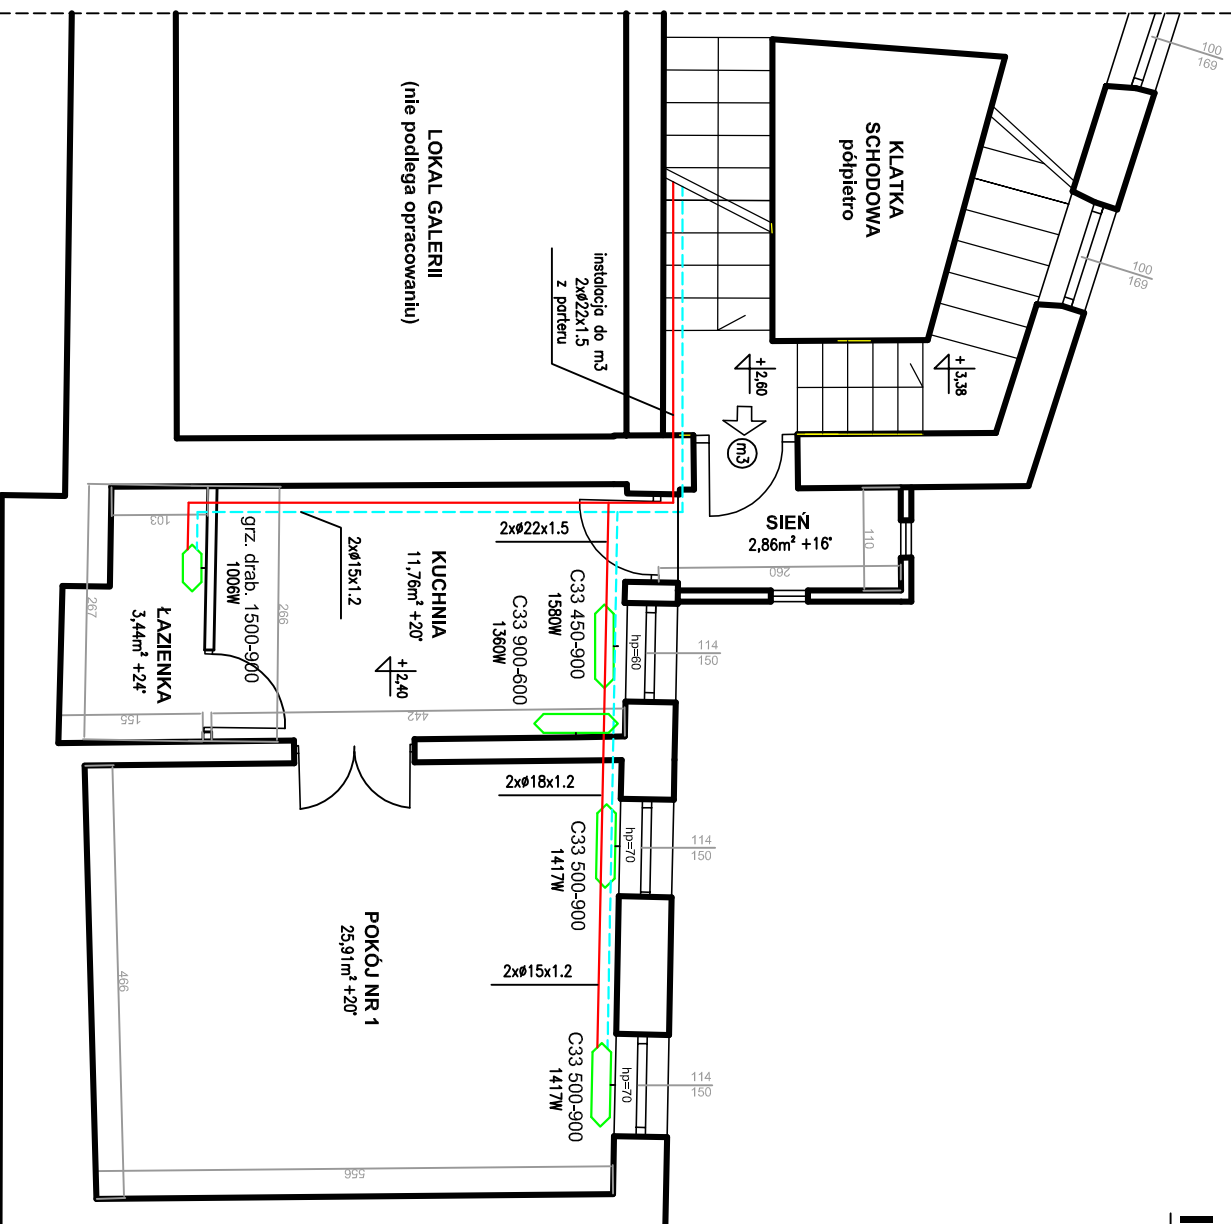 LOKAL GALERII
(nie podlega opracowaniu)
KLATKA
SCHODOWA
półpietro
instalacja do m3
2xø22x1.5
z parteru
+2,60
+3,38
m3
100
169
100
169
SIEŃ
2,86m² +16°
110
260
2xø22x1.5
103
grz. drab. 1500-900
1006W
2xø15x1.2
KUCHNIA
11,76m² +20°
+2,40
C33 450-900
1580W
C33 900-600
1360W
hp=60
114
150
267
266
ŁAZIENKA
3,44m² +24°
155
442
2xø18x1.2
C33 500-900
1417W
hp=70
114
150
POKÓJ NR 1
25,91m² +20°
466
2xø15x1.2
C33 500-900
1417W
hp=70
114
150
556